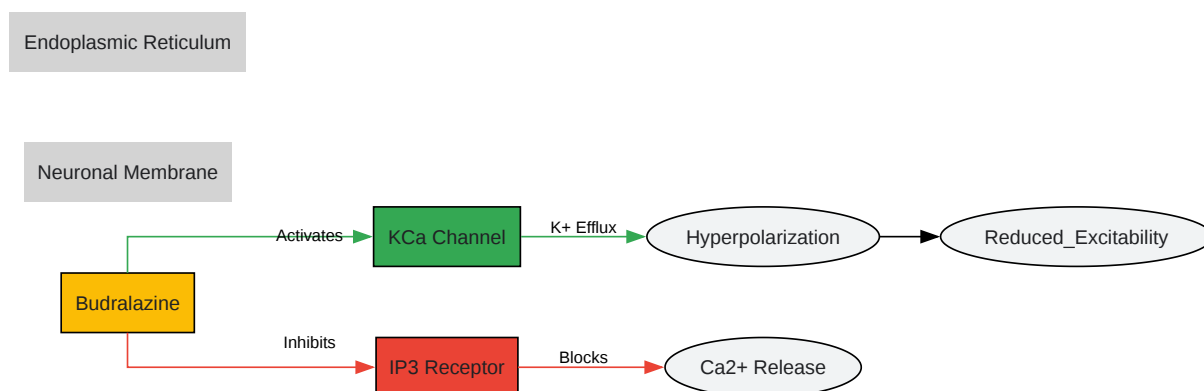 Endoplasmic Reticulum
Neuronal Membrane
Activates
KCa Channel
K+ Efflux
Hyperpolarization
Reduced_Excitability
Budralazine
Inhibits
IP3 Receptor
Blocks
Ca2+ Release